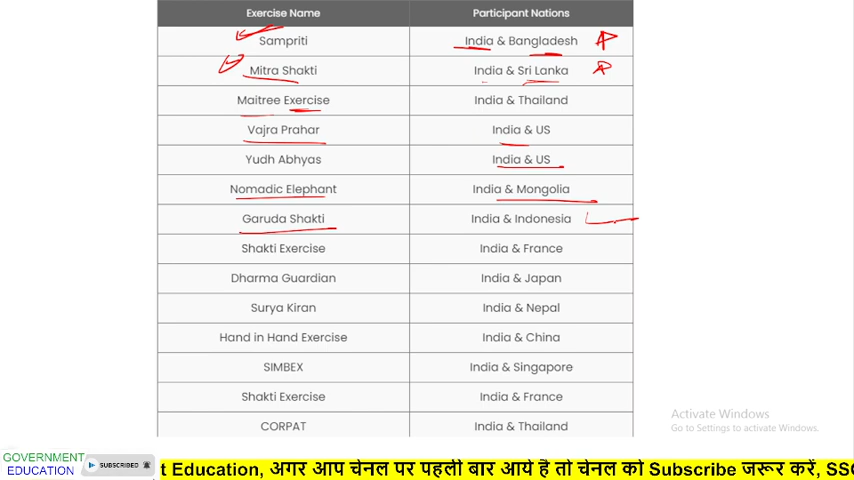 Exercise Name Participant Nations
Sampriti India & Bangladesh
Mitra Shakti India & Sri Lanka
Maitree Exercise India & Thailand
Vajra Prahar India & US
Yudh Abhyas India & US
Nomadic Elephant India & Mongolia
Garuda Shakti India & Indonesia
Shakti Exercise India & France
Dharma Guardian India & Japan
Surya Kiran India & Nepal
Hand in Hand Exercise India & China
SIMBEX India & Singapore
Shakti Exercise India & France
CORPAT India & Thailand
Activate Windows
Go to Settings to activate Windows.
GOVERNMENT
EDUCATION
SUBSCRIBED
t Education, अगर आप चेनल पर पहली बार आये है तो चेनल को Subscribe जरूर करें, SSC